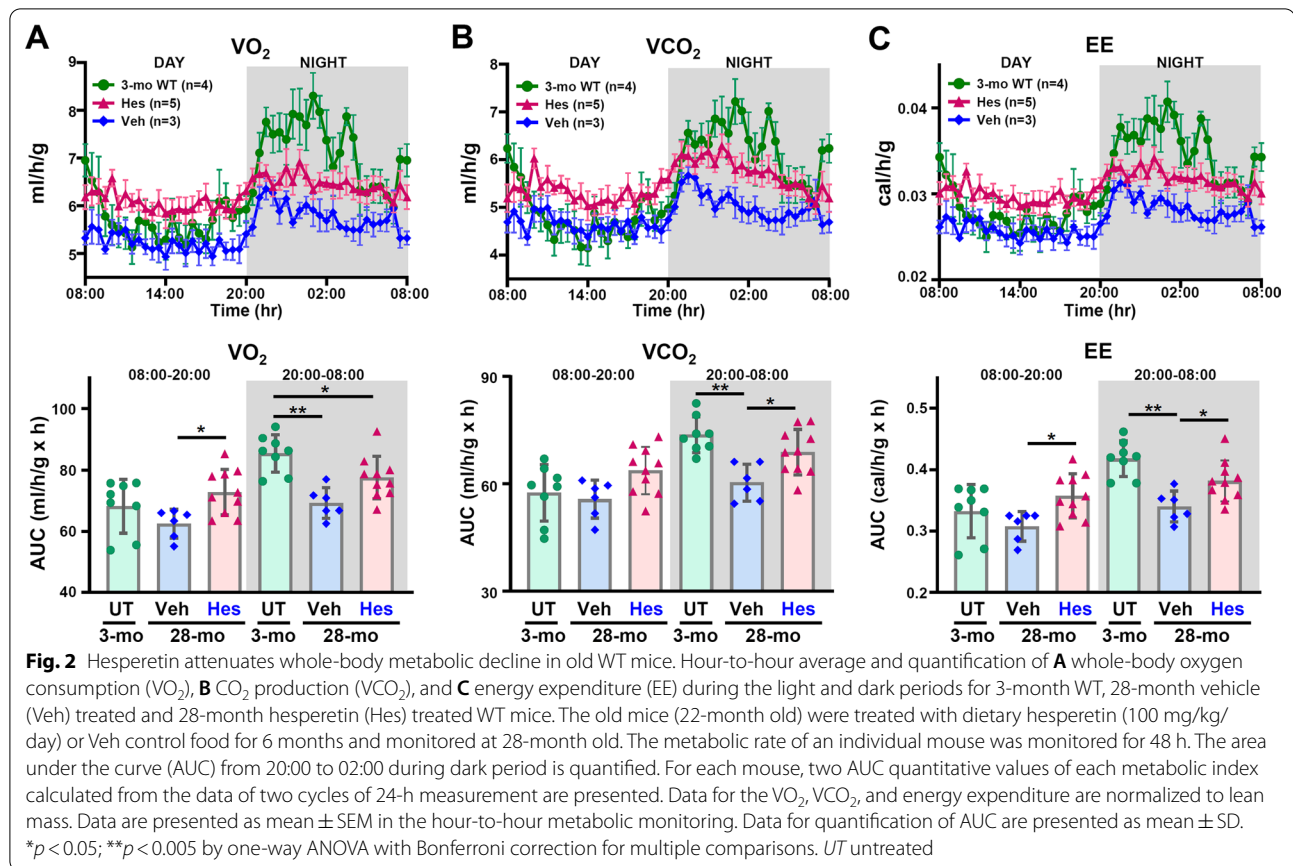 A
VO₂
DAY
NIGHT
3-mo WT (n=4)
Hes (n=5)
Veh (n=3)
ml/h/g
9
8
7
6
5
08:00 14:00 20:00 02:00 08:00
Time (hr)
B
VCO₂
DAY
NIGHT
3-mo WT (n=4)
Hes (n=5)
Veh (n=3)
ml/h/g
8
7
6
5
4
08:00 14:00 20:00 02:00 08:00
Time (hr)
C
EE
DAY
NIGHT
3-mo WT (n=4)
Hes (n=5)
Veh (n=3)
cal/h/g
0.04
0.03
0.02
08:00 14:00 20:00 02:00 08:00
Time (hr)
VO₂
08:00-20:00 20:00-08:00
AUC (ml/h/g x h)
100
80
60
40
*
**
*
UT Veh Hes UT Veh Hes
3-mo 28-mo 3-mo 28-mo
VCO₂
08:00-20:00 20:00-08:00
AUC (ml/h/g x h)
90
60
30
**
*
UT Veh Hes UT Veh Hes
3-mo 28-mo 3-mo 28-mo
EE
08:00-20:00 20:00-08:00
AUC (cal/h/g x h)
0.5
0.4
0.3
0.2
*
**
*
UT Veh Hes UT Veh Hes
3-mo 28-mo 3-mo 28-mo
Fig. 2 Hesperetin attenuates whole-body metabolic decline in old WT mice. Hour-to-hour average and quantification of A whole-body oxygen
consumption (VO₂), B CO₂ production (VCO₂), and C energy expenditure (EE) during the light and dark periods for 3-month WT, 28-month vehicle
(Veh) treated and 28-month hesperetin (Hes) treated WT mice. The old mice (22-month old) were treated with dietary hesperetin (100 mg/kg/
day) or Veh control food for 6 months and monitored at 28-month old. The metabolic rate of an individual mouse was monitored for 48 h. The area
under the curve (AUC) from 20:00 to 02:00 during dark period is quantified. For each mouse, two AUC quantitative values of each metabolic index
calculated from the data of two cycles of 24-h measurement are presented. Data for the VO₂, VCO₂, and energy expenditure are normalized to lean
mass. Data are presented as mean ± SEM in the hour-to-hour metabolic monitoring. Data for quantification of AUC are presented as mean ± SD.
*p < 0.05; **p < 0.005 by one-way ANOVA with Bonferroni correction for multiple comparisons. UT untreated